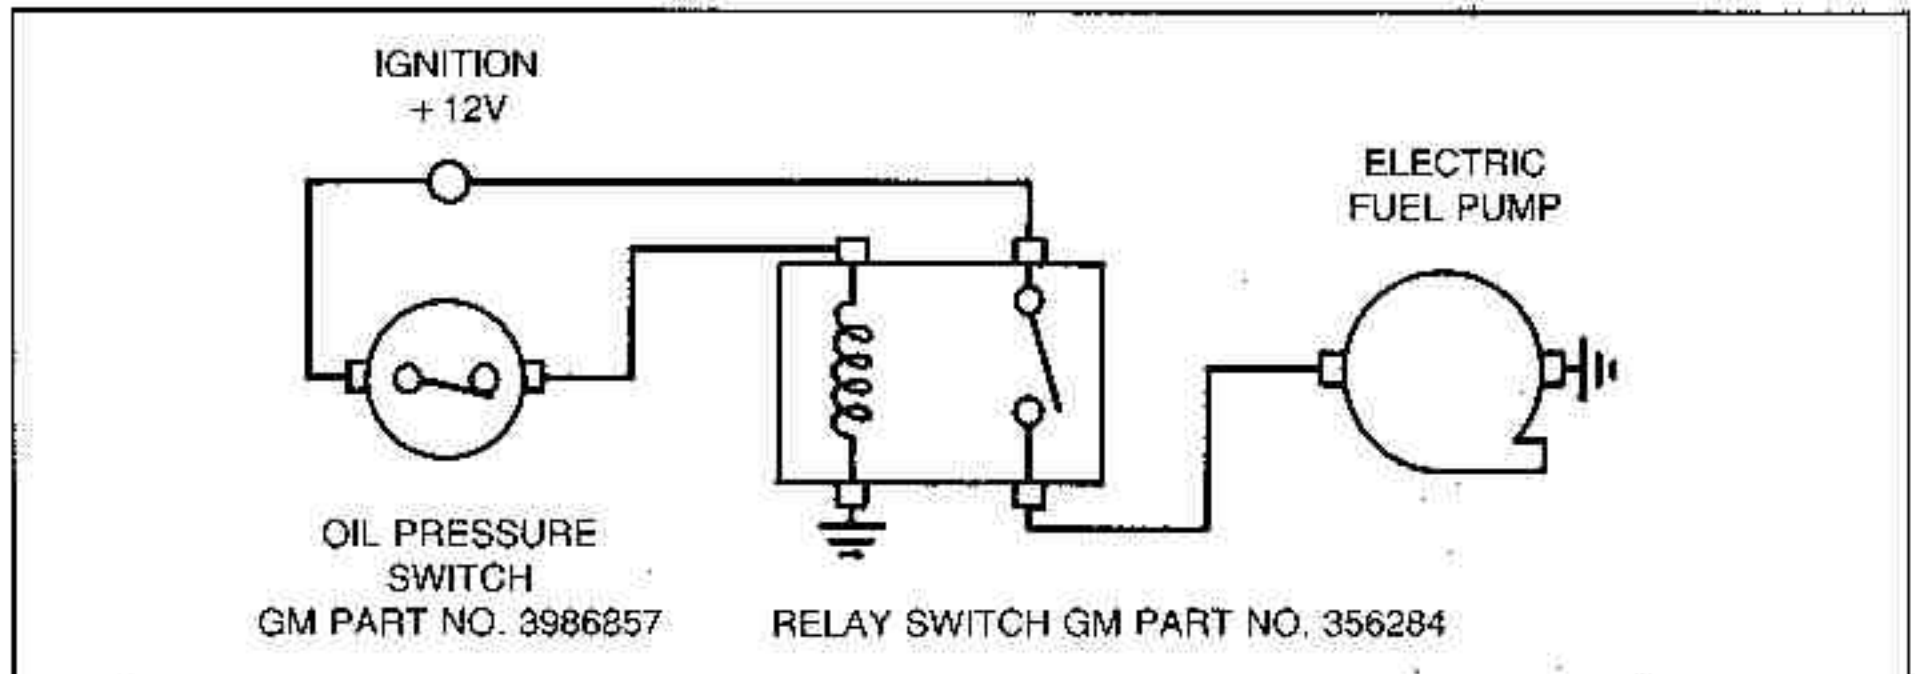 IGNITION
+ 12V
ELECTRIC
FUEL PUMP
OIL PRESSURE
SWITCH
GM PART NO. 3986857
RELAY SWITCH GM PART NO. 356284